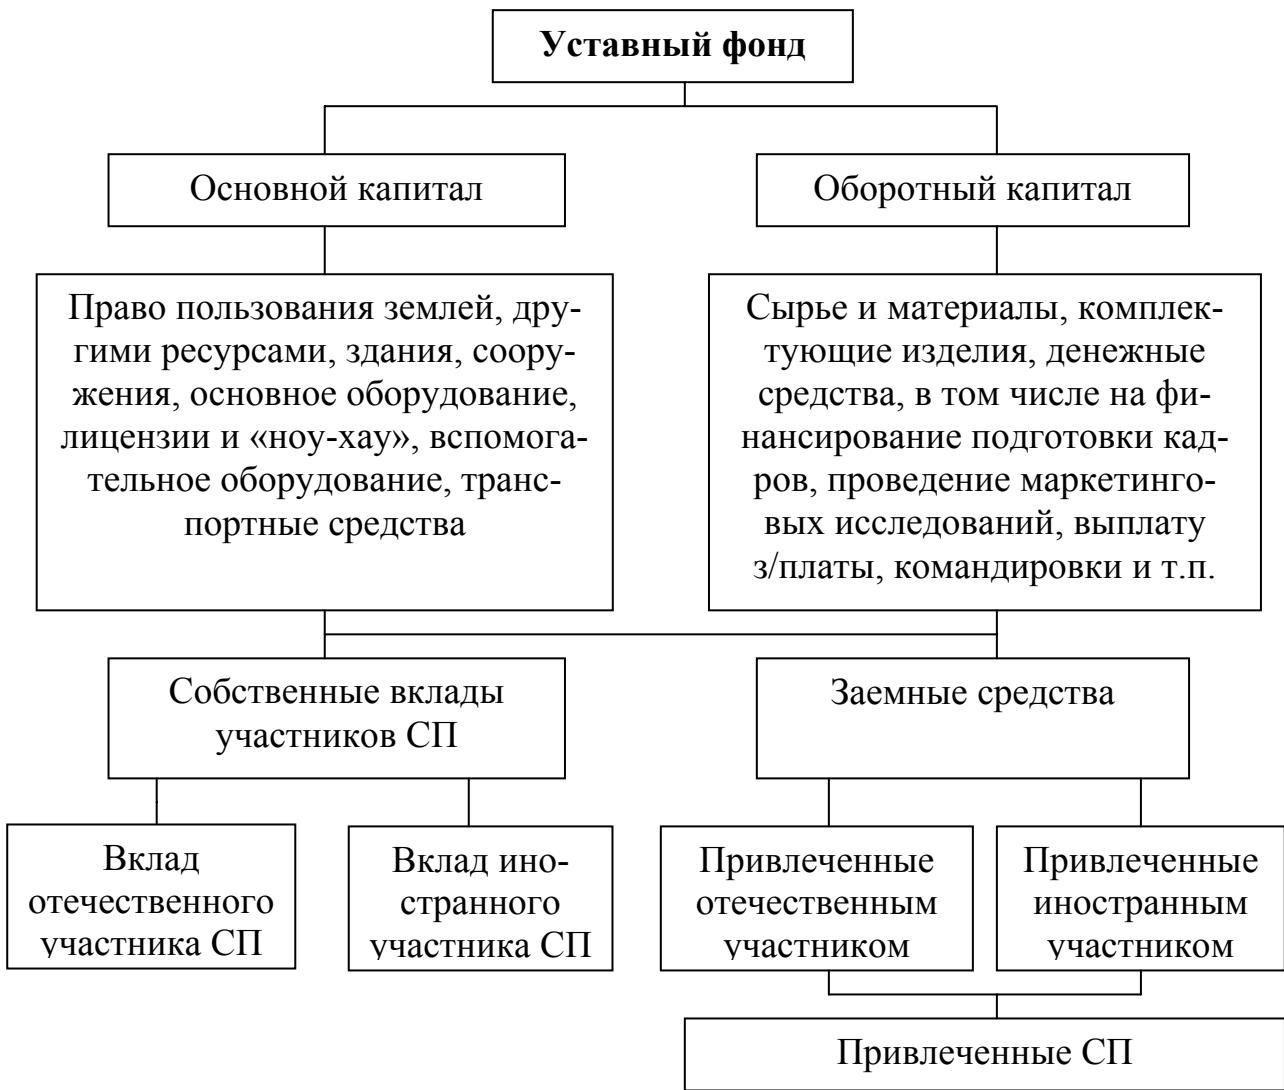 Уставный фонд
Основной капитал
Оборотный капитал
Право пользования землей, дру-
гими ресурсами, здания, соору-
жения, основное оборудование,
лицензии и «ноу-хау», вспомога-
тельное оборудование, транс-
портные средства
Сырье и материалы, комплек-
тующие изделия, денежные
средства, в том числе на фи-
нансирование подготовки кад-
ров, проведение маркетинго-
вых исследований, выплату
з/платы, командировки и т.п.
Собственные вклады
участников СП
Заемные средства
Вклад
отечественного
участника СП
Вклад ино-
странного
участника СП
Привлеченные
отечественным
участником
Привлеченные
иностранным
участником
Привлеченные СП